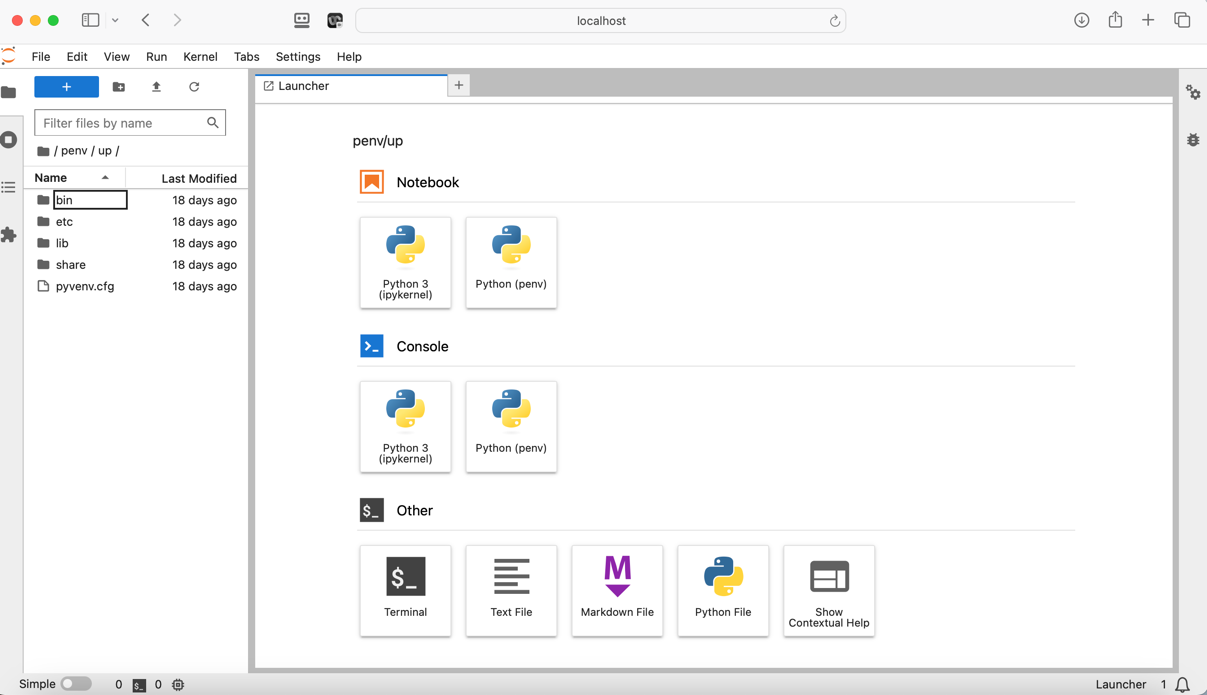 localhost
File Edit View Run Kernel Tabs Settings Help
+
Launcher
+
Filter files by name
/ penv / up /
Name Last Modified
bin 18 days ago
etc 18 days ago
lib 18 days ago
share 18 days ago
pyvenv.cfg 18 days ago
penv/up
Notebook
Python 3
(ipykernel)
Python (penv)
>_ Console
Python 3
(ipykernel)
Python (penv)
$_ Other
$_
Terminal
Text File
M
Markdown File
Python File
Show
Contextual Help
Simple 0 $_ 0 Launcher 1